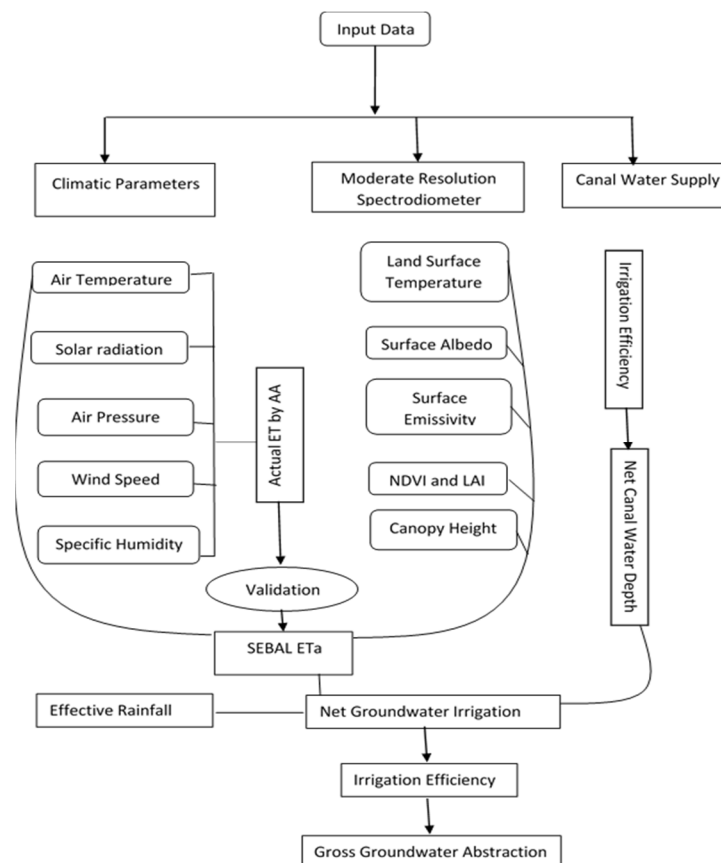 Input Data
Climatic Parameters
Moderate Resolution
Spectrodiometer
Canal Water Supply
Air Temperature
Solar radiation
Air Pressure
Wind Speed
Specific Humidity
Actual ET by AA
Land Surface
Temperature
Surface Albedo
Surface
Emissivity
NDVI and LAI
Canopy Height
Irrigation Efficiency
Net Canal Water Depth
Validation
SEBAL ETa
Effective Rainfall
Net Groundwater Irrigation
Irrigation Efficiency
Gross Groundwater Abstraction